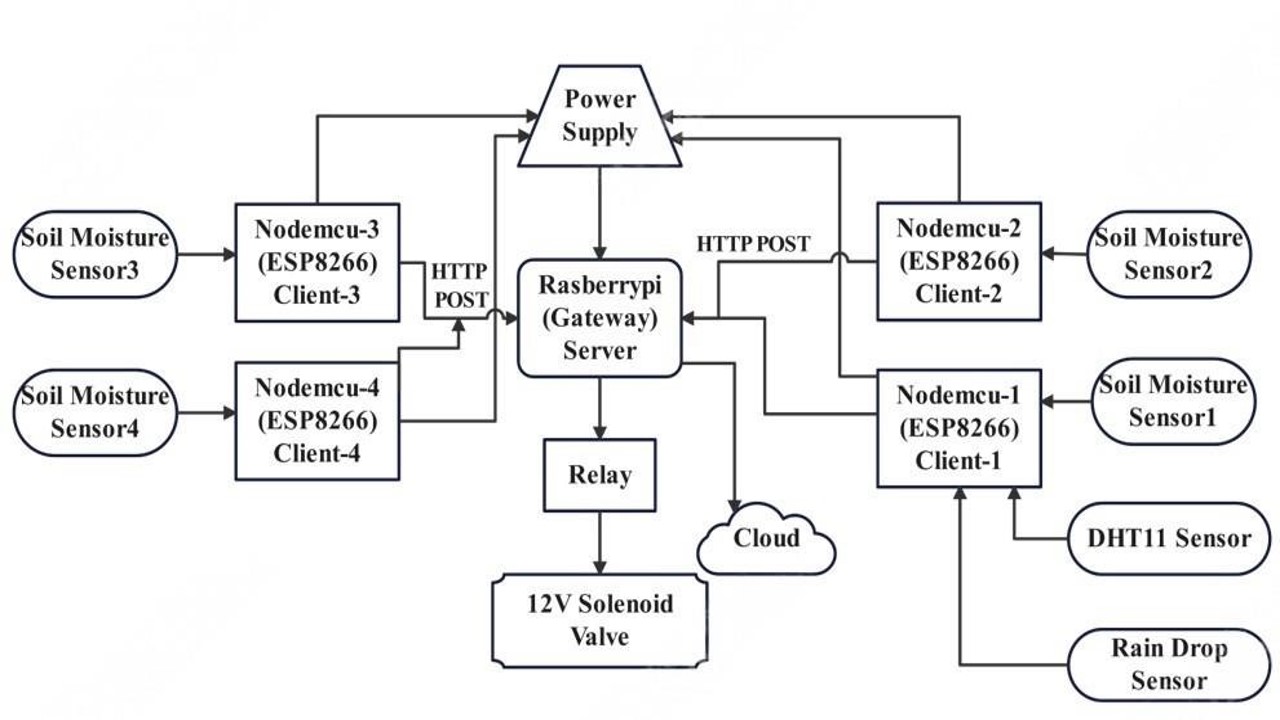 Power
Supply
Soil Moisture
Sensor3
Nodemcu-3
(ESP8266)
Client-3
HTTP
POST
Rasberrypi
(Gateway)
Server
HTTP POST
Nodemcu-2
(ESP8266)
Client-2
Soil Moisture
Sensor2
Soil Moisture
Sensor4
Nodemcu-4
(ESP8266)
Client-4
Nodemcu-1
(ESP8266)
Client-1
Soil Moisture
Sensor1
Relay
Cloud
DHT11 Sensor
12V Solenoid
Valve
Rain Drop
Sensor